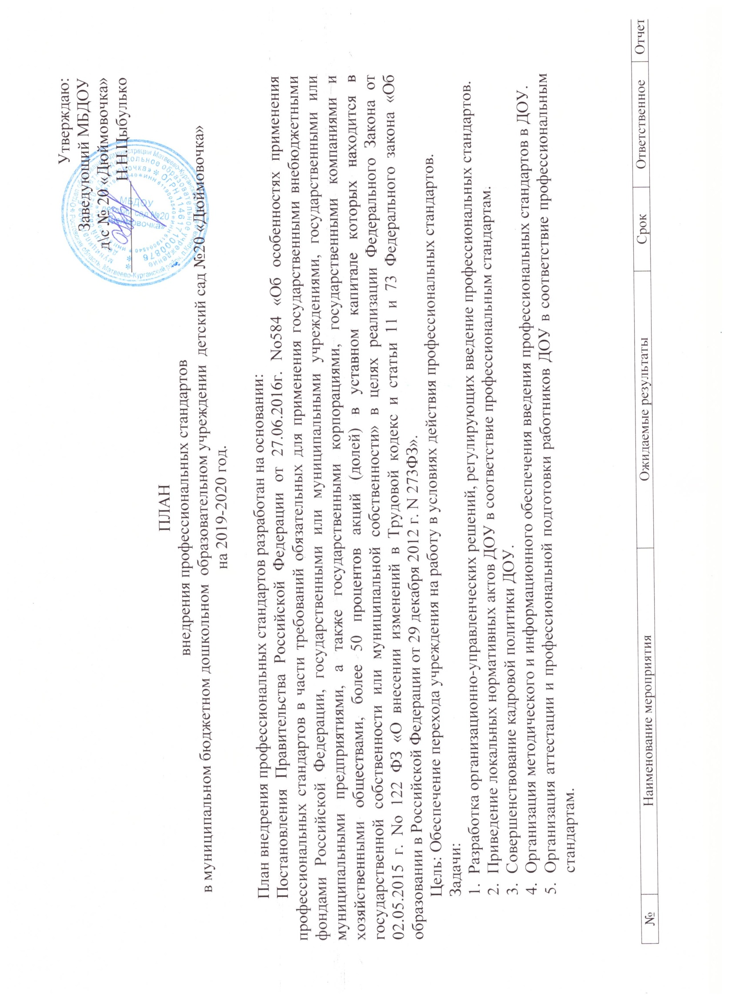 Утверждаю:
Заведующий МБДОУ
д\с № 20 «Дюймовочка»
Н.Н.Цыбулько
МБДОУ
детский сад №20
ОГРН 1146171000876
ПЛАН
внедрения профессиональных стандартов
в муниципальном бюджетном дошкольном образовательном учреждении детский сад №20 «Дюймовочка»
на 2019-2020 год.
План внедрения профессиональных стандартов разработан на основании:
Постановления Правительства Российской Федерации от 27.06.2016г. No584 «Об особенностях применения
профессиональных стандартов в части требований обязательных для применения государственными внебюджетными
фондами Российской Федерации, государственными или муниципальными учреждениями, государственными или
муниципальными предприятиями, а также государственными корпорациями, государственными компаниями и
хозяйственными обществами, более 50 процентов акций (долей) в уставном капитале которых находится в
государственной собственности или муниципальной собственности» в целях реализации Федерального Закона от
02.05.2015 г. No 122 ФЗ «О внесении изменений в Трудовой кодекс и статьи 11 и 73 Федерального закона «Об
образовании в Российской Федерации от 29 декабря 2012 г. N 273ФЗ».
Цель: Обеспечение перехода учреждения на работу в условиях действия профессиональных стандартов.
Задачи:
1. Разработка организационно-управленческих решений, регулирующих введение профессиональных стандартов.
2. Приведение локальных нормативных актов ДОУ в соответствие профессиональным стандартам.
3. Совершенствование кадровой политики ДОУ.
4. Организация методического и информационного обеспечения введения профессиональных стандартов в ДОУ.
5. Организация аттестации и профессиональной подготовки работников ДОУ в соответствие профессиональным
стандартам.
№ Наименование мероприятия Ожидаемые результаты Срок Ответственное Отчет